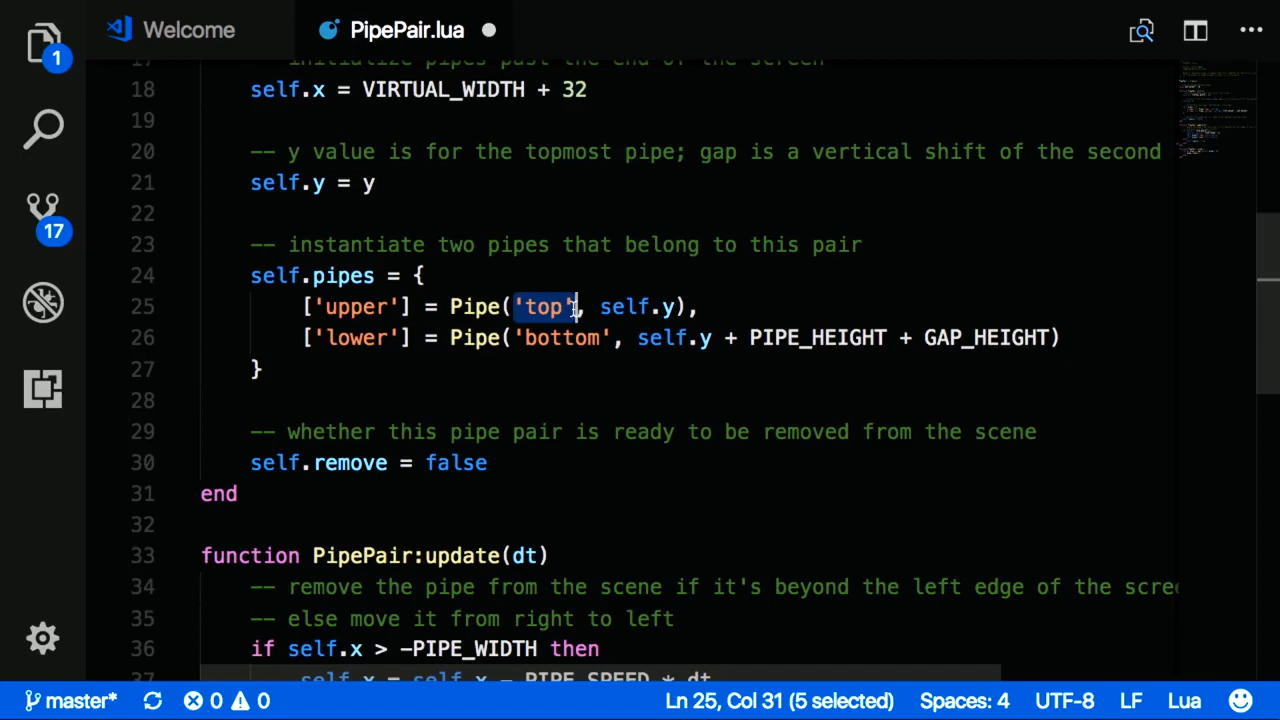 Welcome
PipePair.lua
1
17
17 initialize pipes past the end of the screen
18 self.x = VIRTUAL_WIDTH + 32
19
20 -- y value is for the topmost pipe; gap is a vertical shift of the second
21 self.y = y
22
23 -- instantiate two pipes that belong to this pair
24 self.pipes = {
25 ['upper'] = Pipe('top', self.y),
26 ['lower'] = Pipe('bottom', self.y + PIPE_HEIGHT + GAP_HEIGHT)
27 }
28
29 -- whether this pipe pair is ready to be removed from the scene
30 self.remove = false
31 end
32
33 function PipePair:update(dt)
34 -- remove the pipe from the scene if it's beyond the left edge of the scree
35 -- else move it from right to left
36 if self.x > -PIPE_WIDTH then
37 self.x = self.x - PIPE_SPEED * dt
master* 0 0 Ln 25, Col 31 (5 selected) Spaces: 4 UTF-8 LF Lua